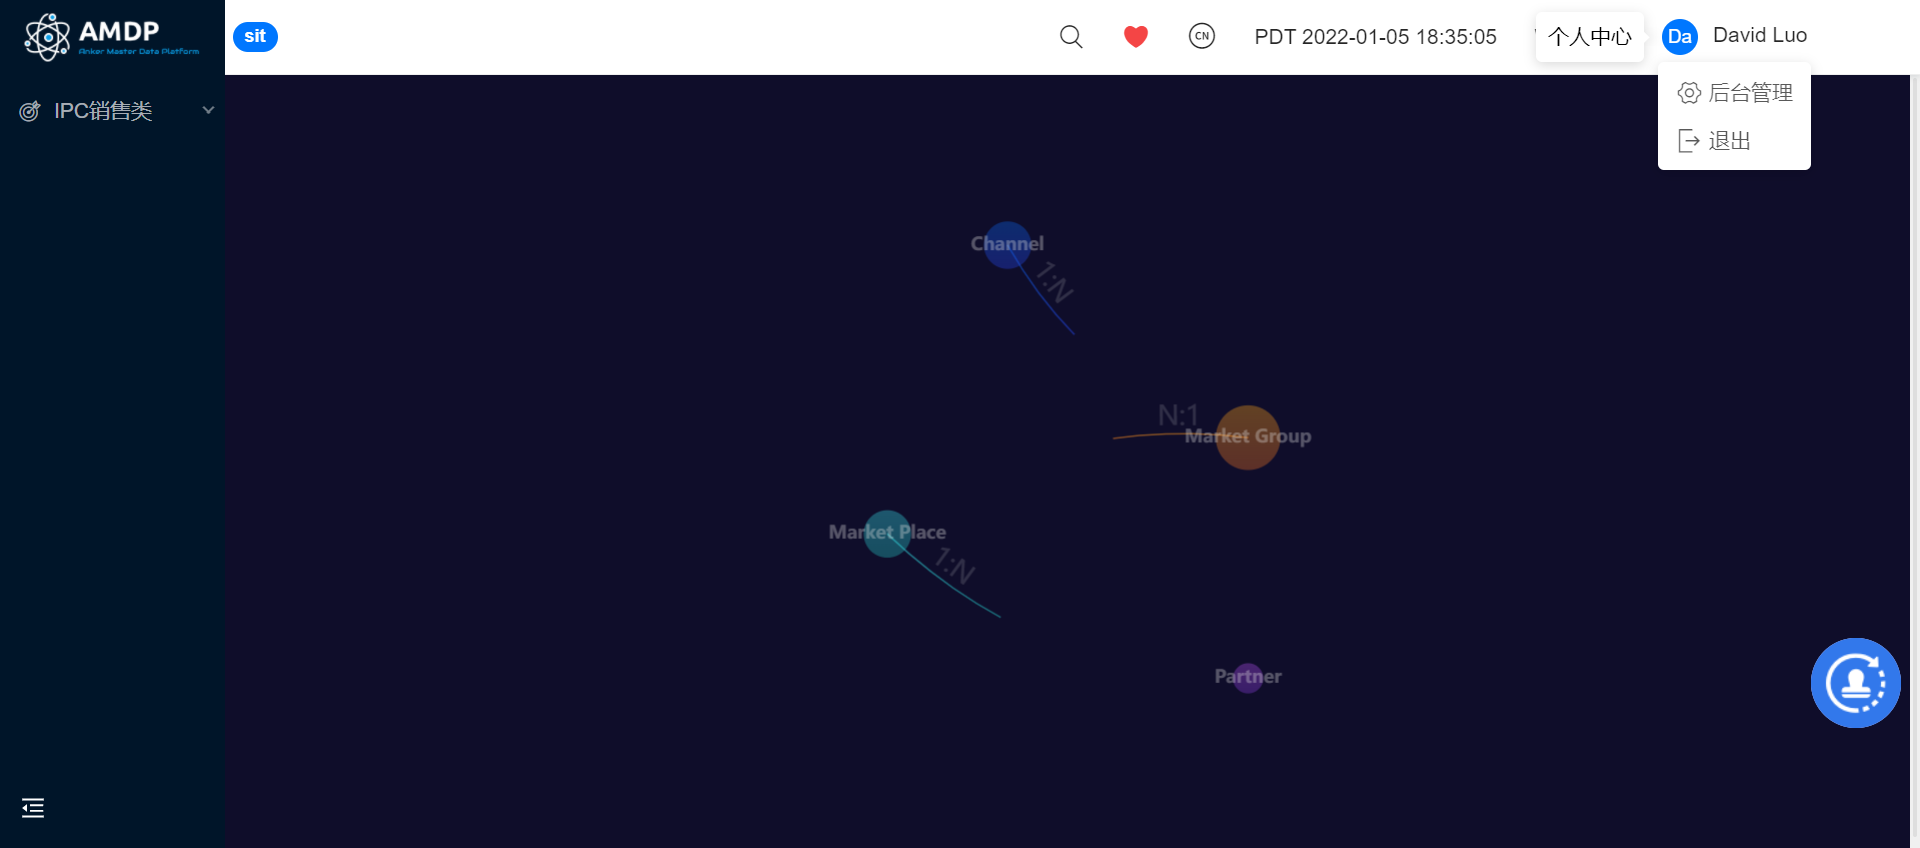 AMDP
Anker Master Data Platform
sit
CN
PDT 2022-01-05 18:35:05
个人中心
Da
David Luo
IPC销售类
后台管理
退出
Channel
1:N
N:1
Market Group
Market Place
1:N
Partner